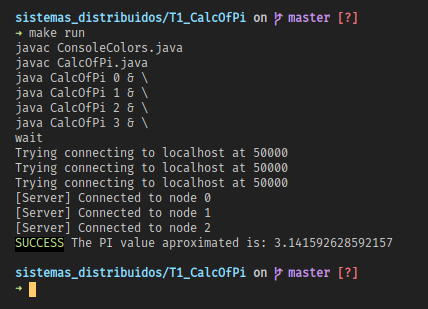 sistemas_distribuidos/T1_CalcOfPi on  master [?]
→ make run
javac ConsoleColors.java
javac CalcOfPi.java
java CalcOfPi 0 & \
java CalcOfPi 1 & \
java CalcOfPi 2 & \
java CalcOfPi 3 & \
wait
Trying connecting to localhost at 50000
Trying connecting to localhost at 50000
Trying connecting to localhost at 50000
[Server] Connected to node 0
[Server] Connected to node 1
[Server] Connected to node 2
SUCCESS The PI value aproximated is: 3.141592628592157
sistemas_distribuidos/T1_CalcOfPi on  master [?]
→